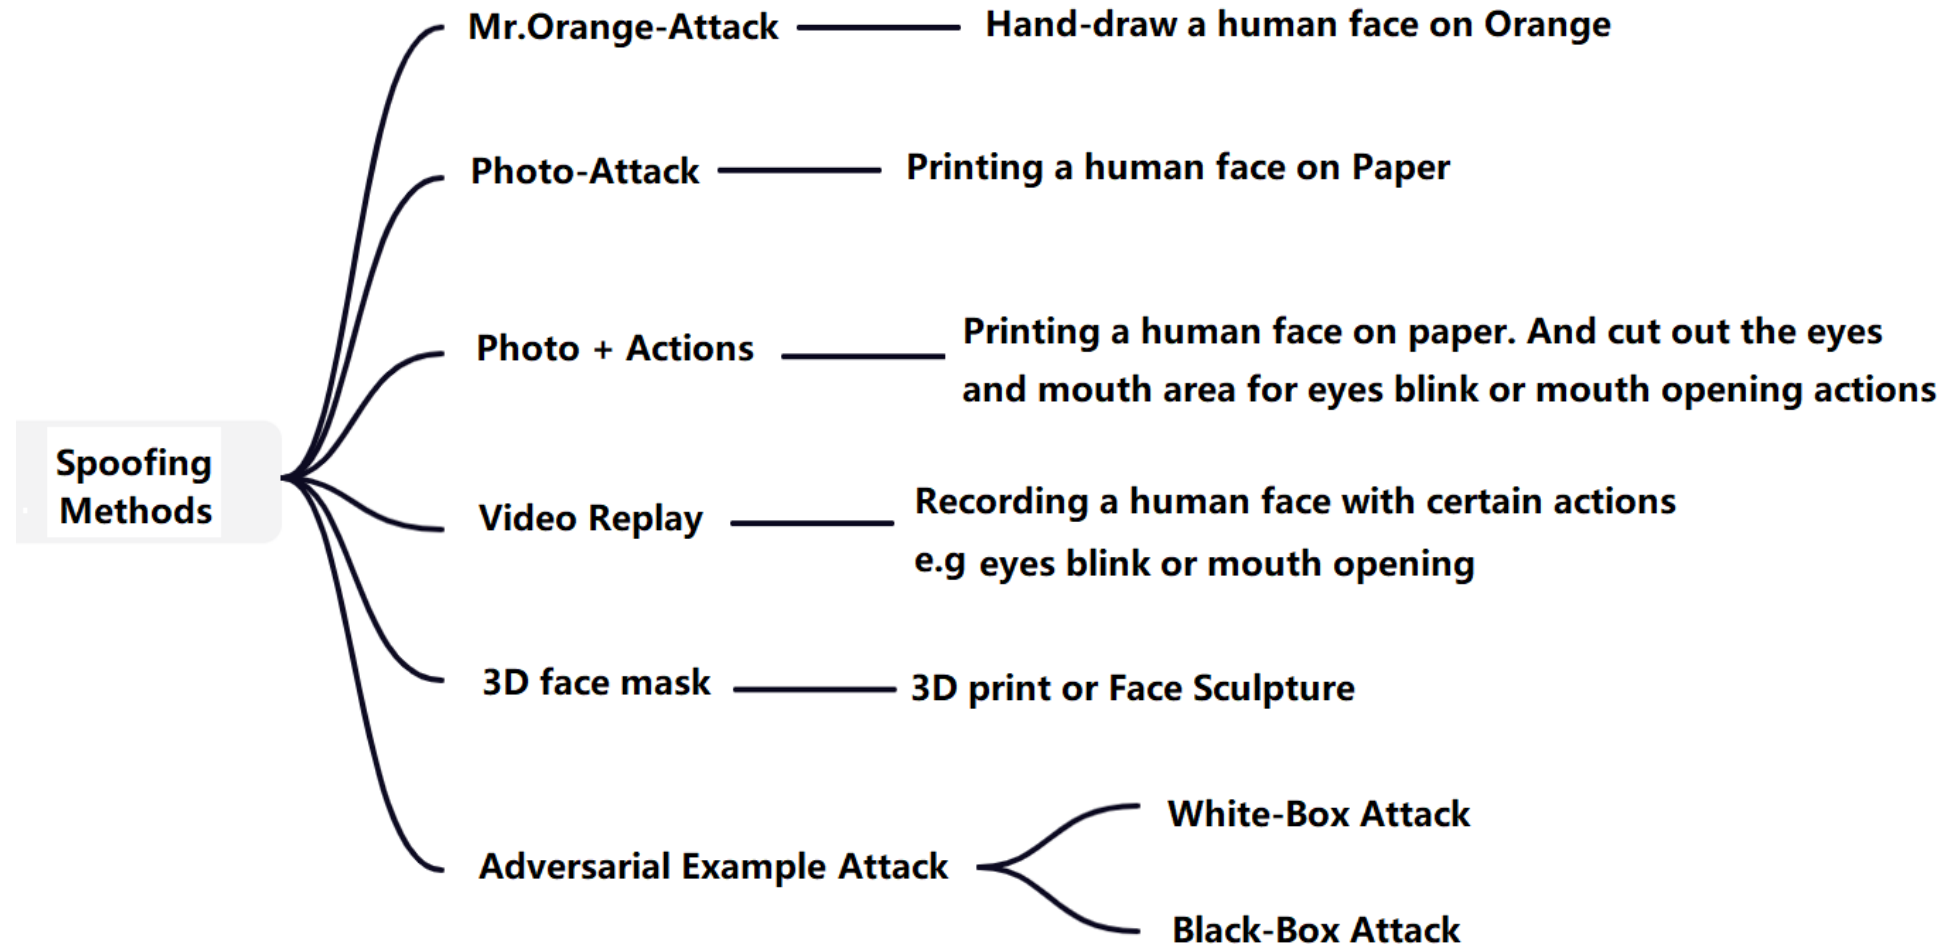 Mr.Orange-Attack
Hand-draw a human face on Orange
Photo-Attack
Printing a human face on Paper
Photo + Actions
Printing a human face on paper. And cut out the eyes
and mouth area for eyes blink or mouth opening actions
Spoofing
Methods
Video Replay
Recording a human face with certain actions
e.g eyes blink or mouth opening
3D face mask
3D print or Face Sculpture
Adversarial Example Attack
White-Box Attack
Black-Box Attack